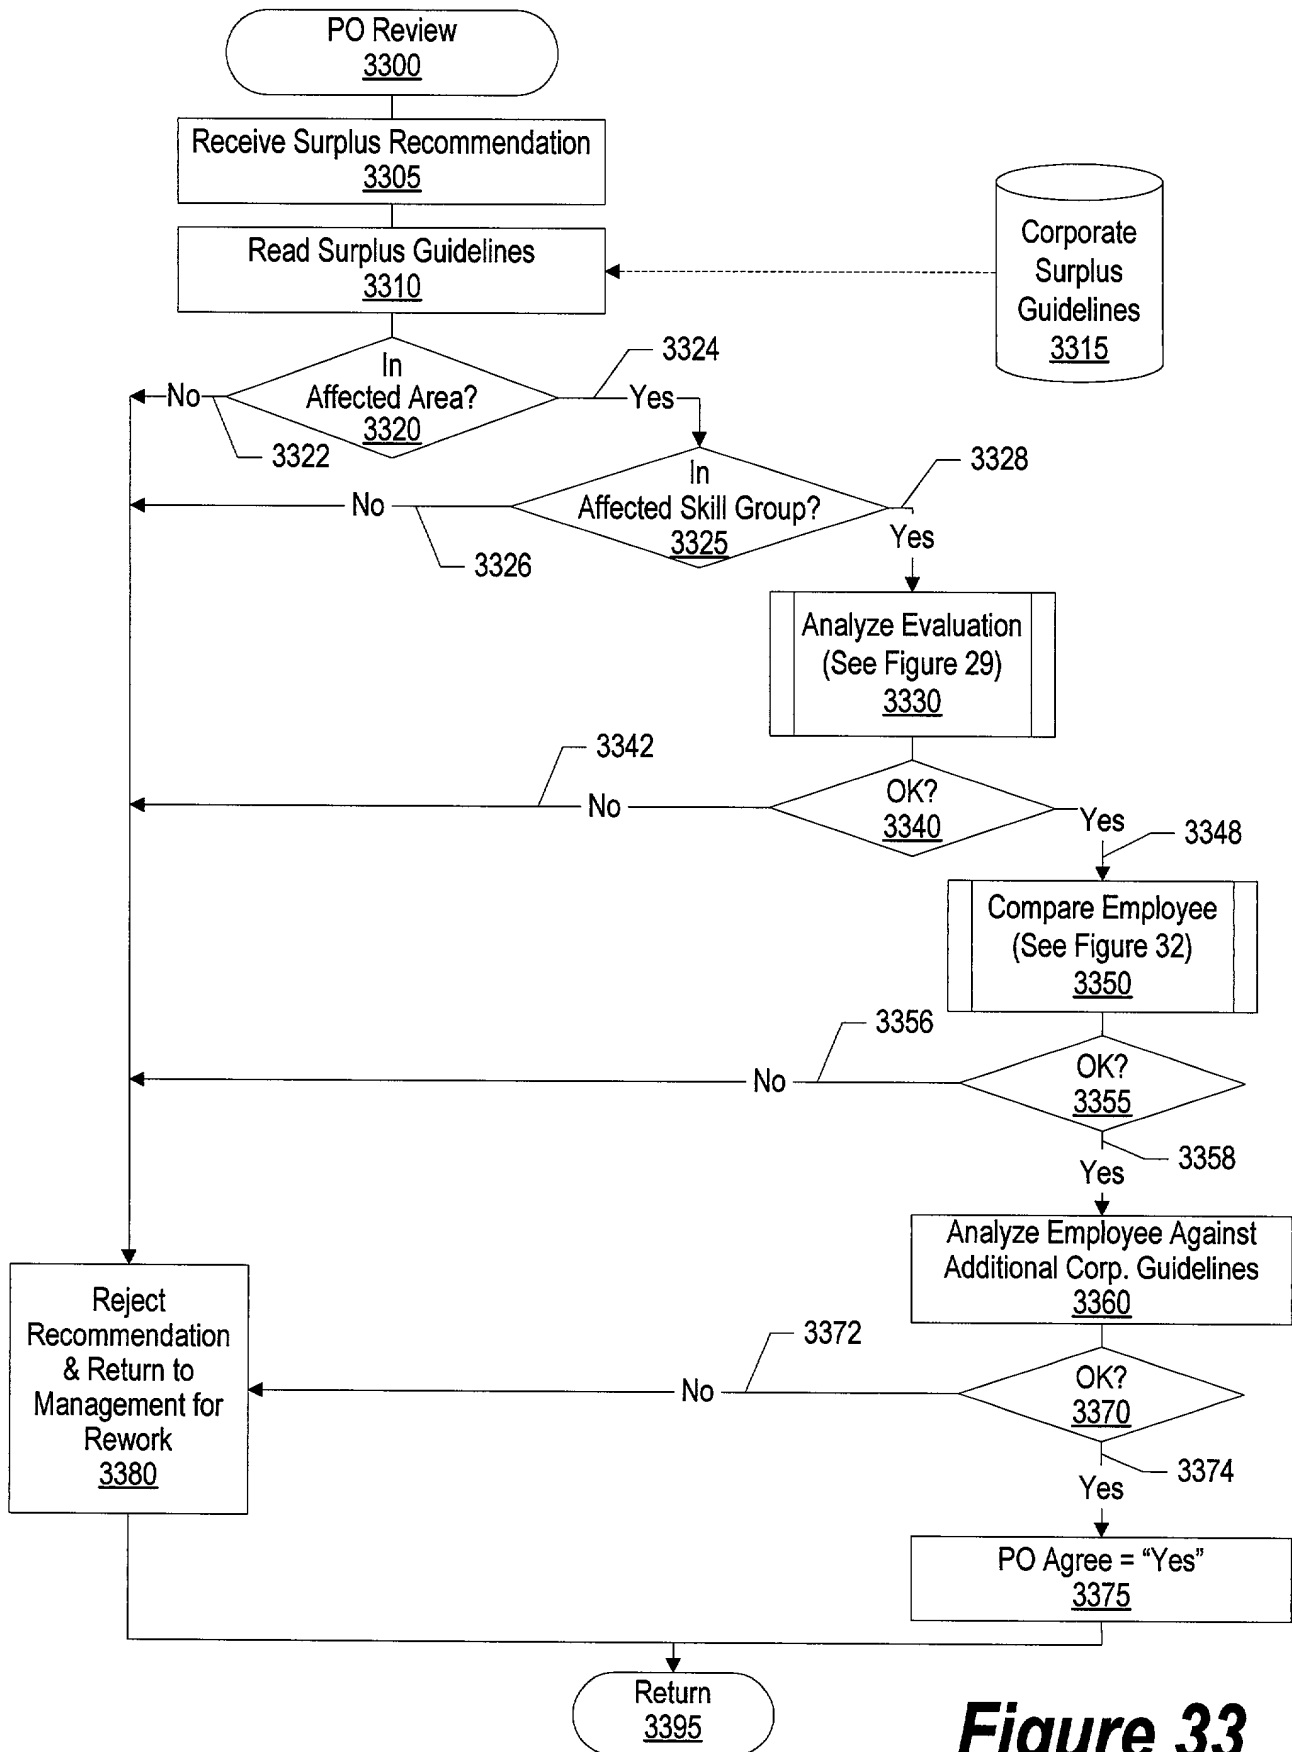 PO Review
3300
Receive Surplus Recommendation
3305
Read Surplus Guidelines
3310
Corporate
Surplus
Guidelines
3315
In
Affected Area?
3320
No
3322
3324
Yes
In
Affected Skill Group?
3325
No
3326
3328
Yes
Analyze Evaluation
(See Figure 29)
3330
OK?
3340
No
3342
Yes
3348
Compare Employee
(See Figure 32)
3350
OK?
3355
No
3356
3358
Yes
Analyze Employee Against
Additional Corp. Guidelines
3360
OK?
3370
No
3372
3374
Yes
PO Agree = “Yes”
3375
Reject
Recommendation
& Return to
Management for
Rework
3380
Return
3395
Figure 33